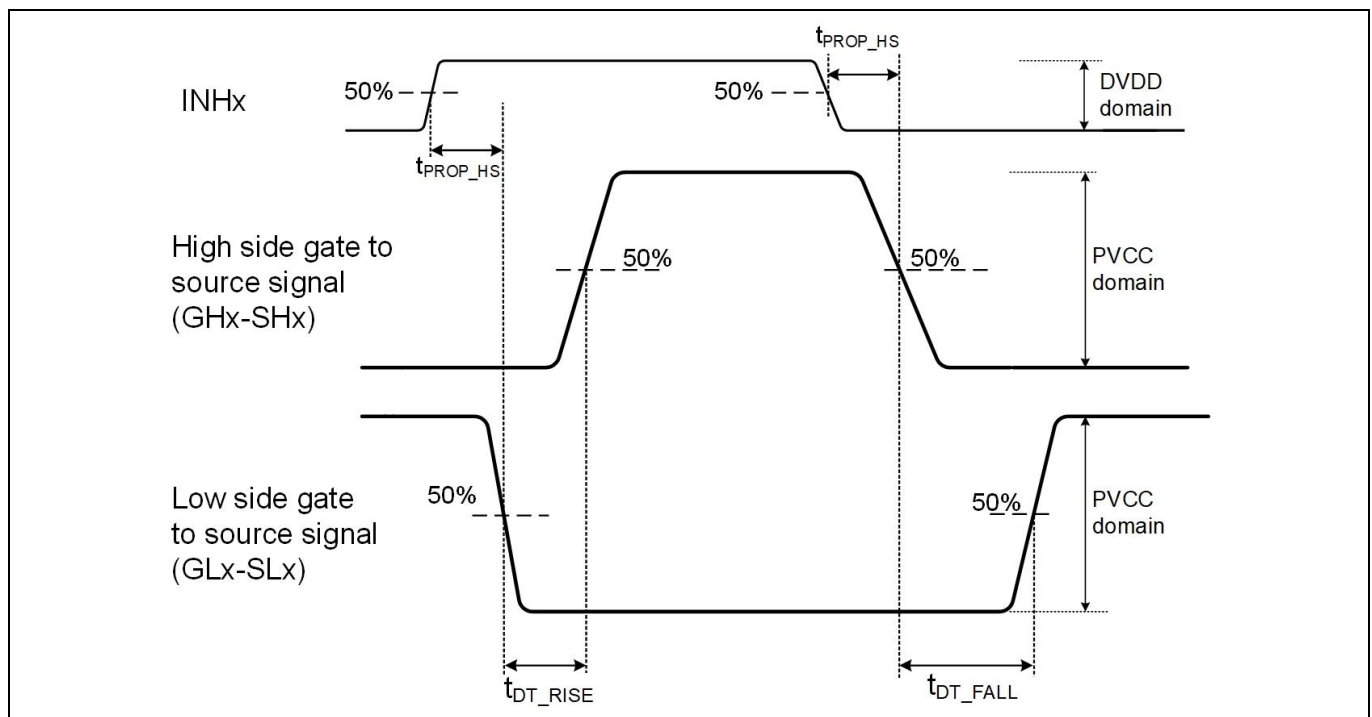 tPROP_HS
INHx
50%
50%
DVDD
domain
tPROP_HS
High side gate to
source signal
(GHx-SHx)
50%
50%
PVCC
domain
Low side gate
to source signal
(GLx-SLx)
50%
50%
PVCC
domain
tDT_RISE
tDT_FALL